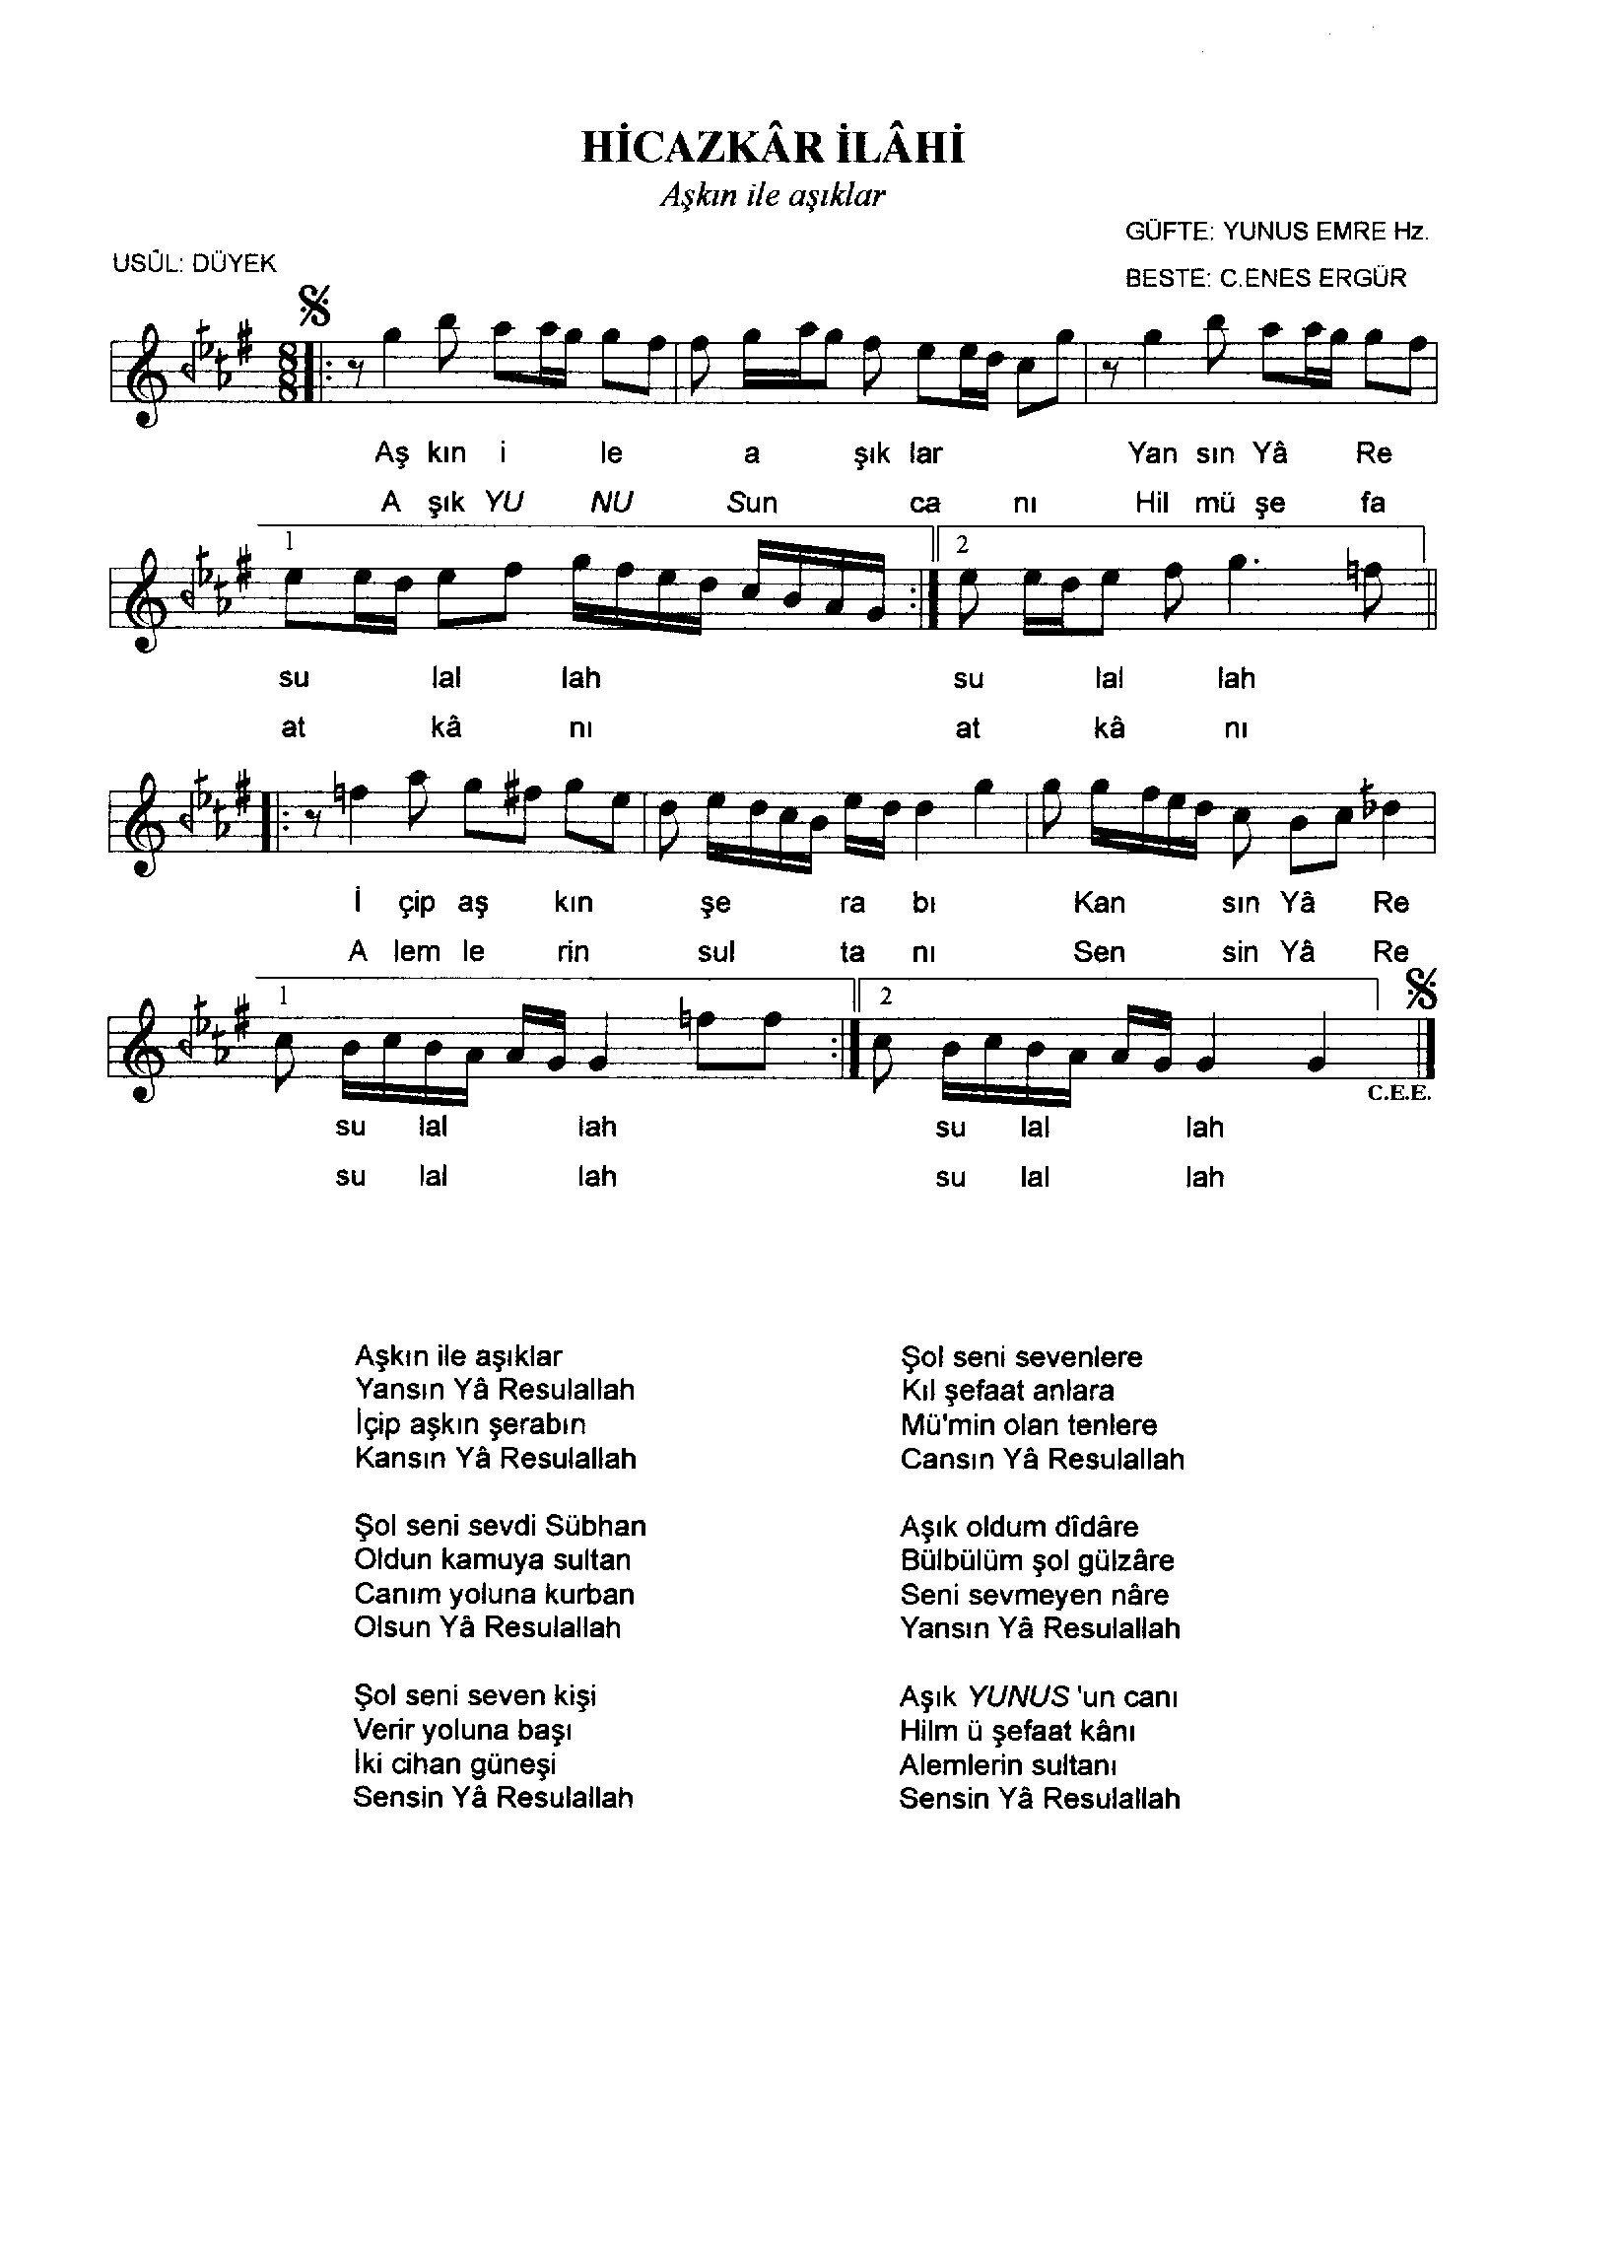 HİCAZKÂR İLÂHİ
Aşkın ile aşıklar
GÜFTE: YUNUS EMRE Hz.
USÛL: DÜYEK
BESTE: C.ENES ERGÜR
8
8
8
Aş kın i le a şık lar Yan sın Yâ Re
A şık YU NU Sun ca nı Hil mü şe fa
1 2
su lal lah su lal lah
at kâ nı at kâ nı
İ çip aş kın şe ra bı Kan sın Yâ Re
A lem le rin sul ta nı Sen sin Yâ Re
1 2
C.E.E.
su lal lah su lal lah
su lal lah su lal lah
Aşkın ile aşıklar
Yansın Yâ Resulallah
İçip aşkın şerabın
Kansın Yâ Resulallah
Şol seni sevdi Sübhan
Oldun kamuya sultan
Canım yoluna kurban
Olsun Yâ Resulallah
Şol seni seven kişi
Verir yoluna başı
İki cihan güneşi
Sensin Yâ Resulallah
Şol seni sevenlere
Kıl şefaat anlara
Mü'min olan tenlere
Cansın Yâ Resulallah
Aşık oldum dîdâre
Bülbülüm şol gülzâre
Seni sevmeyen nâre
Yansın Yâ Resulallah
Aşık YUNUS 'un canı
Hilm ü şefaat kânı
Alemlerin sultanı
Sensin Yâ Resulallah